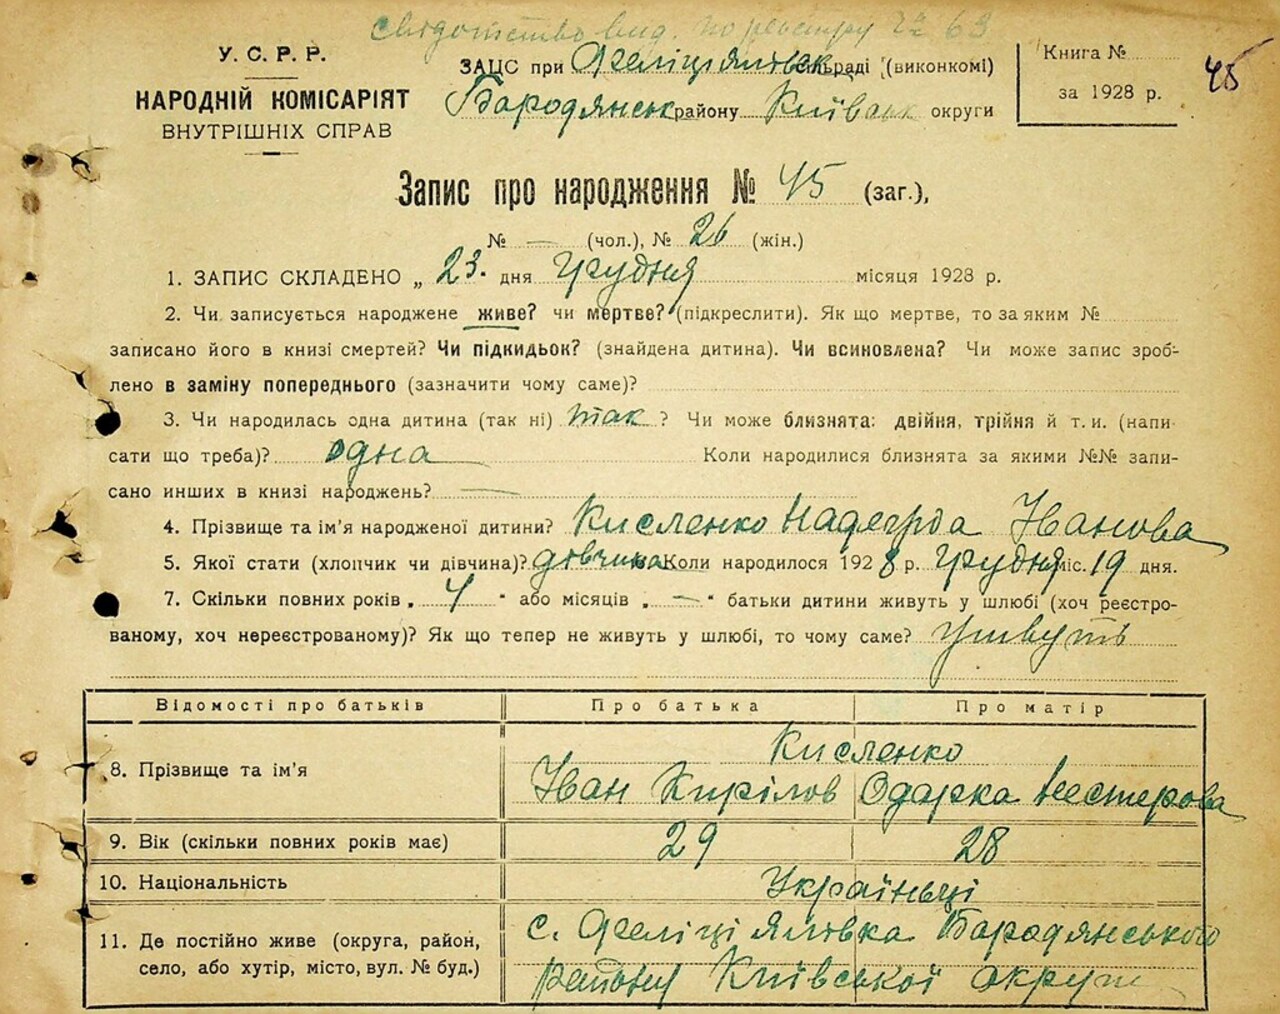 свідоцтво вид. по реєстру № 63
У.С.Р.Р.
НАРОДНІЙ КОМІСАРІЯТ
ВНУТРІШНІХ СПРАВ
ЗАЦС при Феліціялівск сільраді (виконкомі)
Бародянськ району Київськ округи
Книга №
за 1928 р.
45
Запис про народження № 45 (заг.),
№ — (чол.), № 26 (жін.)
1. ЗАПИС СКЛАДЕНО „ 23. дня грудня місяця 1928 р.
2. Чи записується народжене живе? чи мертве? (підкреслити). Як що мертве, то за яким №
записано його в книзі смертей? Чи підкидьок? (знайдена дитина). Чи всиновлена? Чи може запис зроб-
лено в заміну попереднього (зазначити чому саме)?
3. Чи народилась одна дитина (так ні) так ? Чи може близнята: двійня, трійня й т. и. (напи-
сати що треба)? одна Коли народилися близнята за якими №№ запи-
сано инших в книзі народжень? —
4. Прізвище та ім'я народженої дитини? Кисленко Надегрда Іванова
5. Якої стати (хлопчик чи дівчина)? дівчина Коли народилося 1928 р. грудня міс. 19 дня.
7. Скільки повних років „ 4 " або місяців „ — " батьки дитини живуть у шлюбі (хоч реєстро-
ваному, хоч нереєстрованому)? Як що тепер не живуть у шлюбі, то чому саме? живуть
Відомості про батьків Про батька Про матір
Кисленко
8. Прізвище та ім'я Іван Кирілов Одарка Нестерова
9. Вік (скільки повних років має) 29 28
10. Національність Українці
11. Де постійно живе (округа, район, с. Феліціялівка Бародянського
село, або хутір, місто, вул. № буд.) району Київської округи